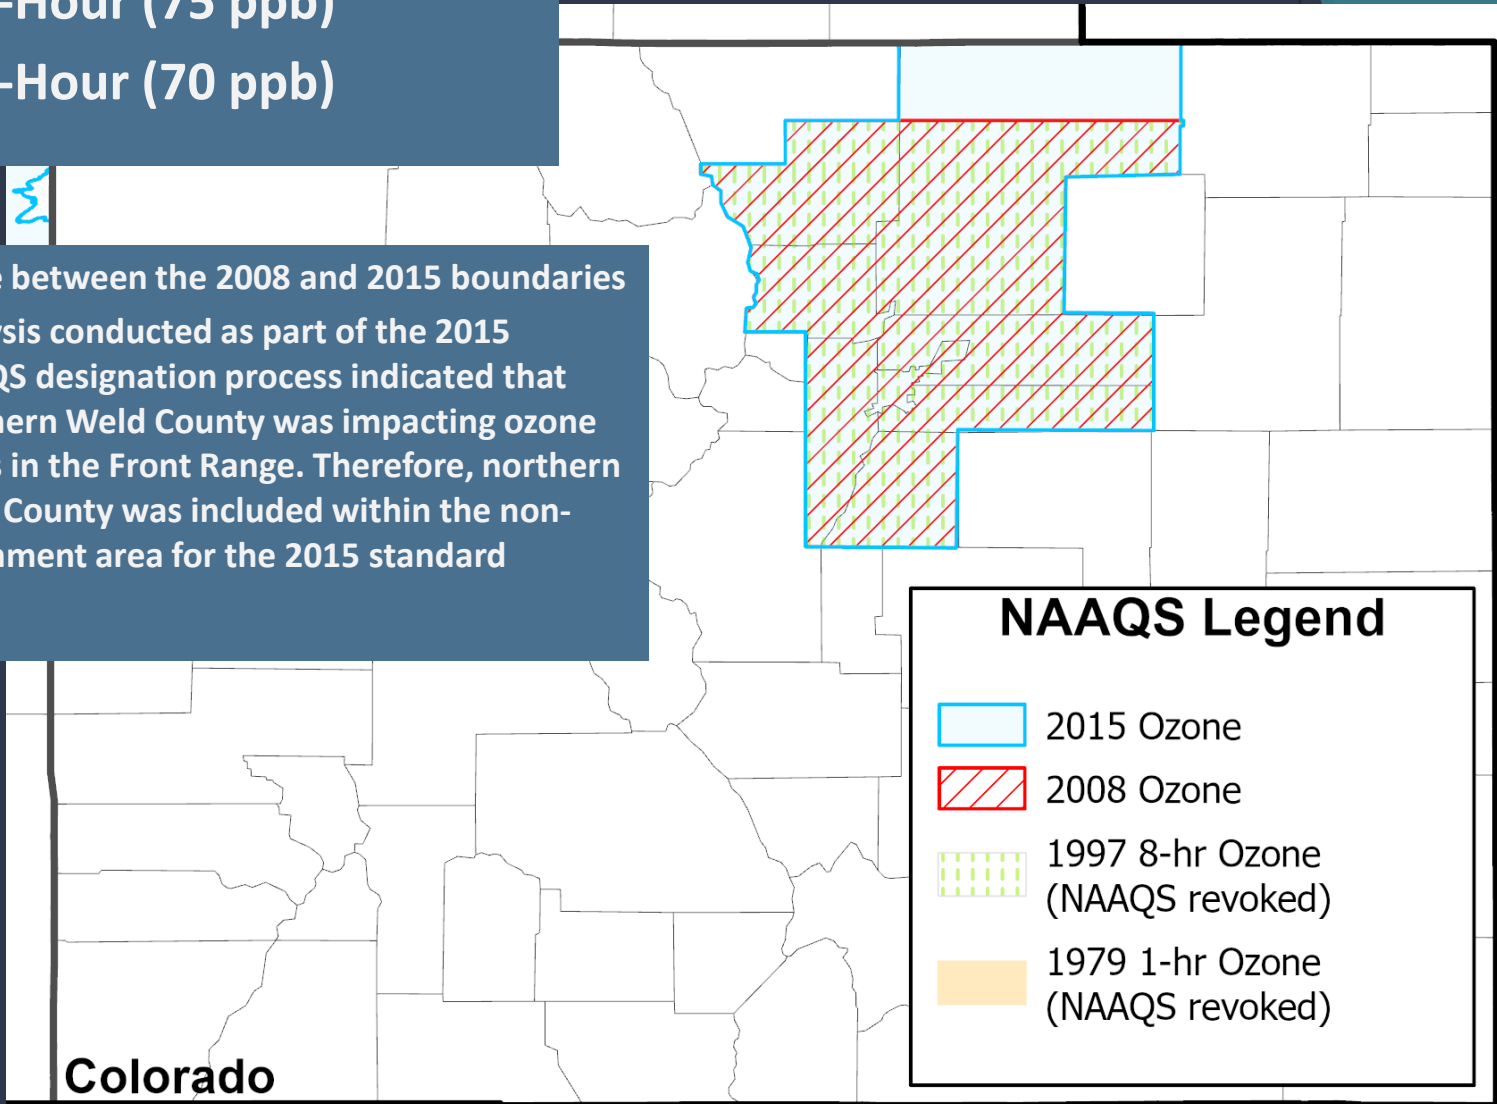 -Hour (75 ppb)
-Hour (70 ppb)
between the 2008 and 2015 boundaries
conducted as part of the 2015
designation process indicated that
Weld County was impacting ozone
in the Front Range. Therefore, northern
County was included within the non-
area for the 2015 standard
NAAQS Legend
2015 Ozone
2008 Ozone
1997 8-hr Ozone
(NAAQS revoked)
1979 1-hr Ozone
(NAAQS revoked)
Colorado